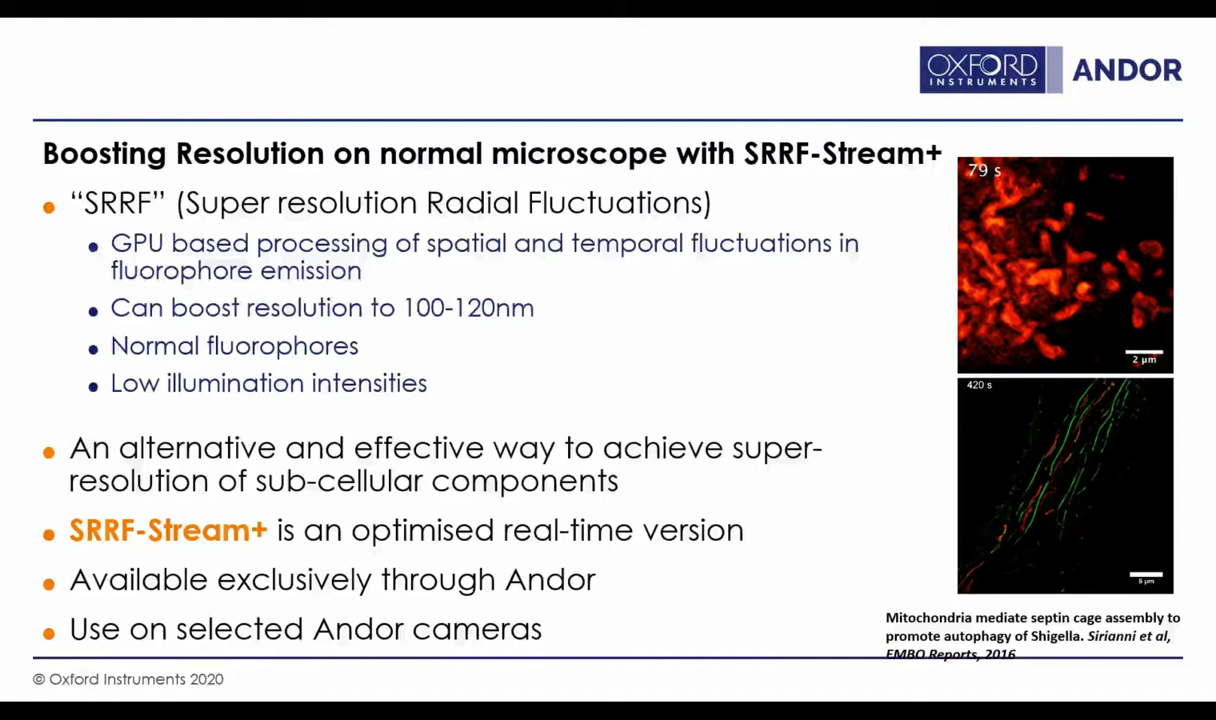 OXFORD
INSTRUMENTS
ANDOR
Boosting Resolution on normal microscope with SRRF-Stream+
• “SRRF” (Super resolution Radial Fluctuations)
• GPU based processing of spatial and temporal fluctuations in
fluorophore emission
• Can boost resolution to 100-120nm
• Normal fluorophores
• Low illumination intensities
• An alternative and effective way to achieve super-
resolution of sub-cellular components
• SRRF-Stream+ is an optimised real-time version
• Available exclusively through Andor
• Use on selected Andor cameras
79 s
2 µm
420 s
5 µm
Mitochondria mediate septin cage assembly to
promote autophagy of Shigella. Sirianni et al,
EMBO Reports, 2016
© Oxford Instruments 2020